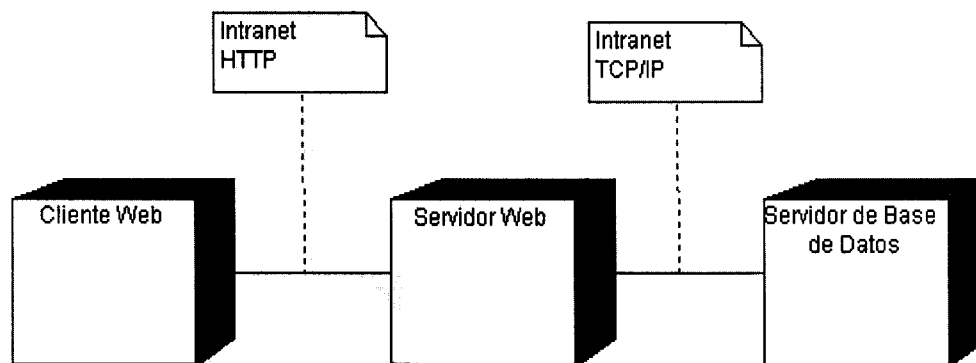 Intranet
HTTP
Intranet
TCP/IP
Cliente Web
Servidor Web
Servidor de Base
de Datos